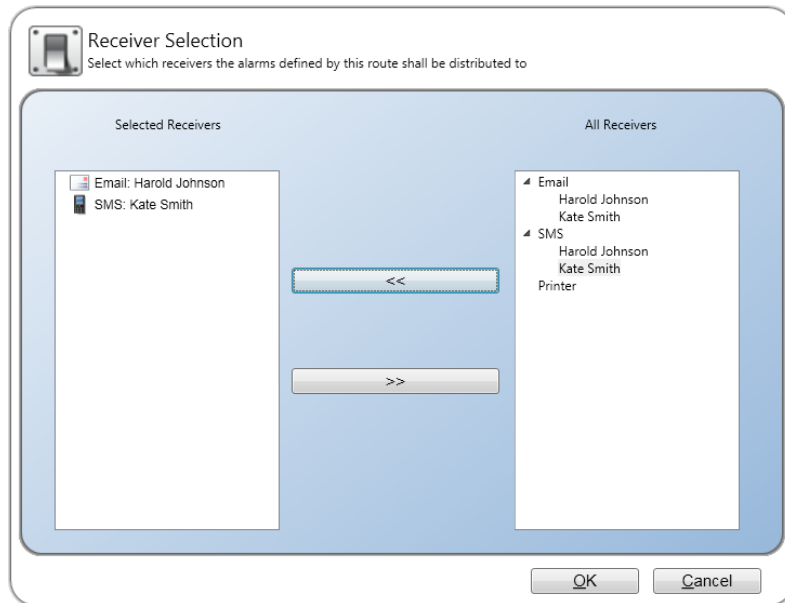 Receiver Selection
Select which receivers the alarms defined by this route shall be distributed to
Selected Receivers
Email: Harold Johnson
SMS: Kate Smith
<<
>>
All Receivers
Email
Harold Johnson
Kate Smith
SMS
Harold Johnson
Kate Smith
Printer
OK
Cancel